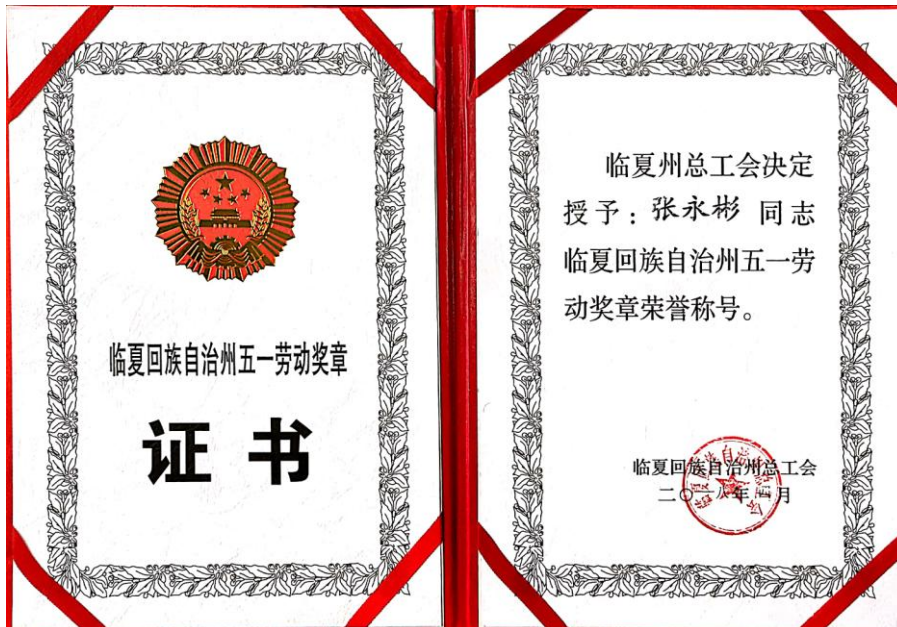 临夏回族自治州五一劳动奖章
证书
临夏州总工会决定
授予：张永彬 同志
临夏回族自治州五一劳
动奖章荣誉称号。
临夏回族自治州总工会
二〇一八年四月